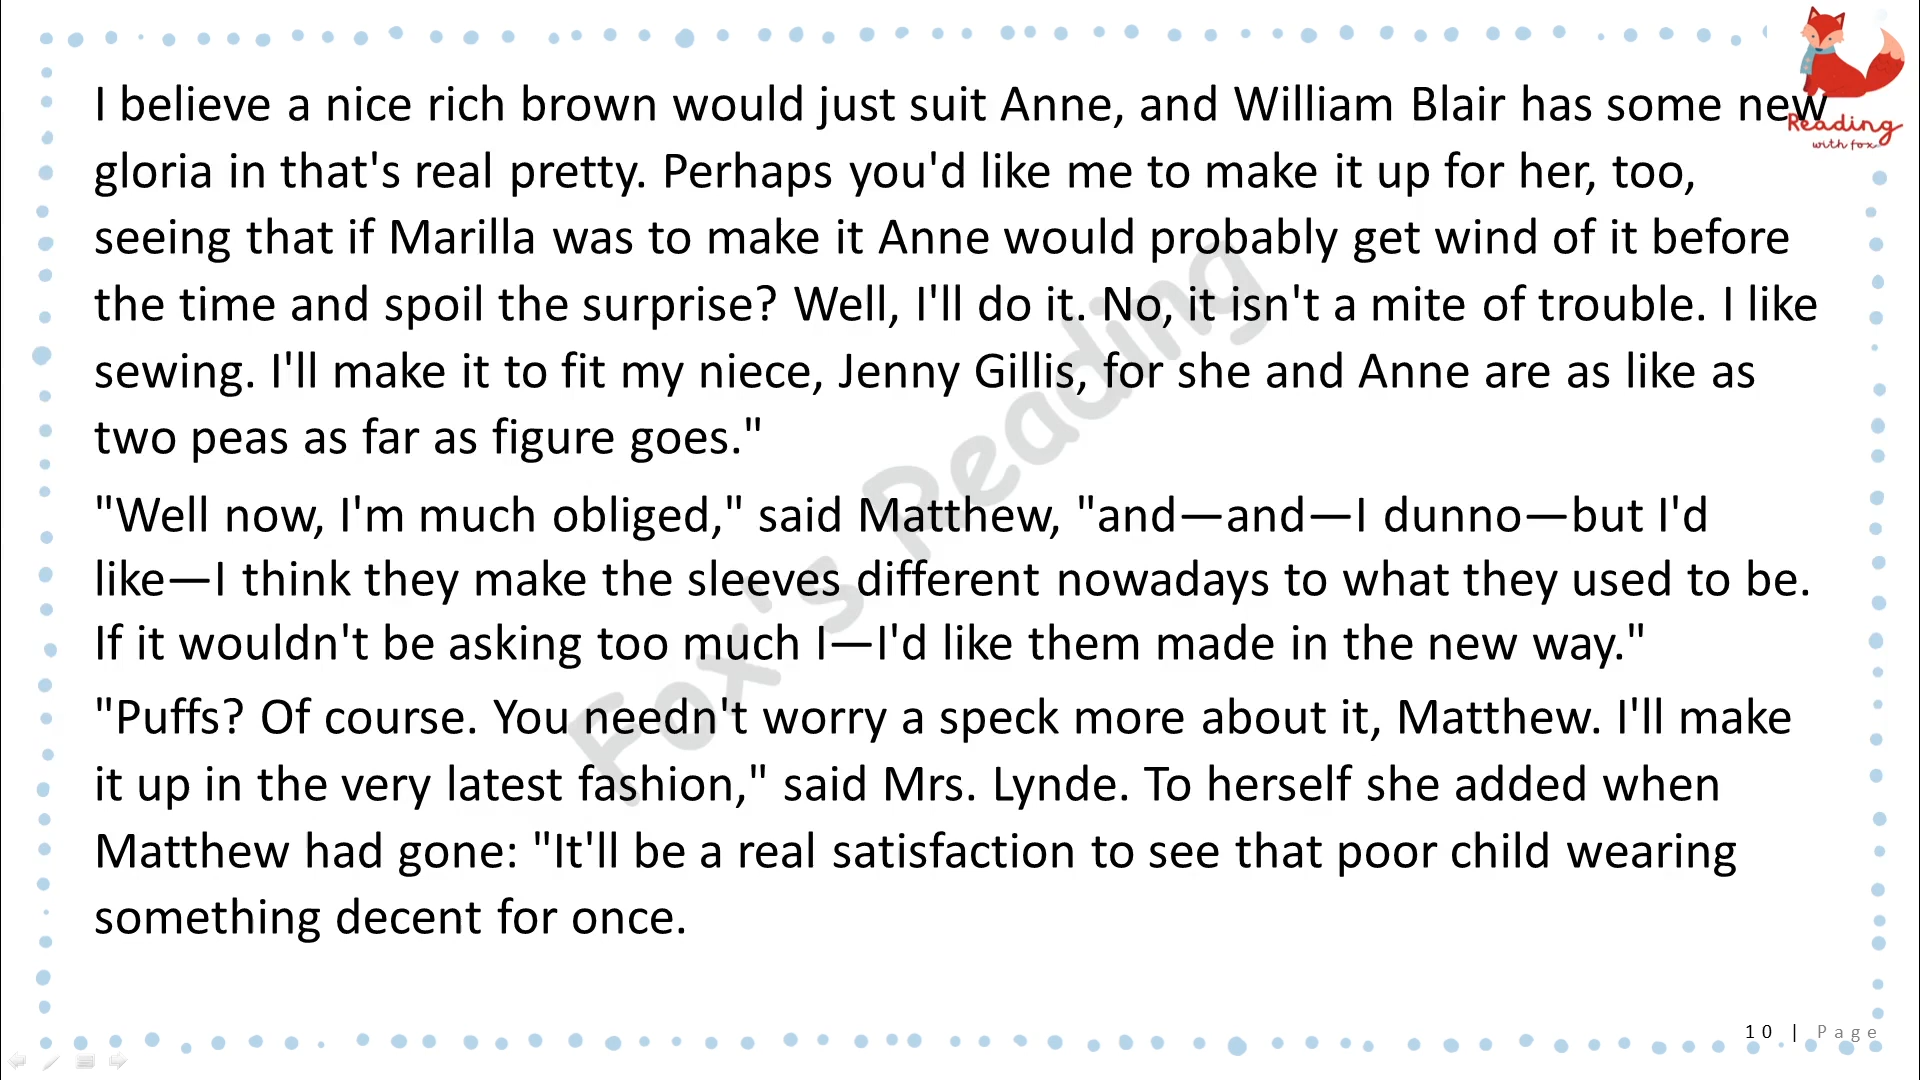 I believe a nice rich brown would just suit Anne, and William Blair has some new
Reading
with fox
gloria in that's real pretty. Perhaps you'd like me to make it up for her, too,
seeing that if Marilla was to make it Anne would probably get wind of it before
the time and spoil the surprise? Well, I'll do it. No, it isn't a mite of trouble. I like
sewing. I'll make it to fit my niece, Jenny Gillis, for she and Anne are as like as
two peas as far as figure goes."
"Well now, I'm much obliged," said Matthew, "and—and—I dunno—but I'd
like—I think they make the sleeves different nowadays to what they used to be.
If it wouldn't be asking too much I—I'd like them made in the new way."
"Puffs? Of course. You needn't worry a speck more about it, Matthew. I'll make
it up in the very latest fashion," said Mrs. Lynde. To herself she added when
Matthew had gone: "It'll be a real satisfaction to see that poor child wearing
something decent for once.
Fox's Reading
10 | Page